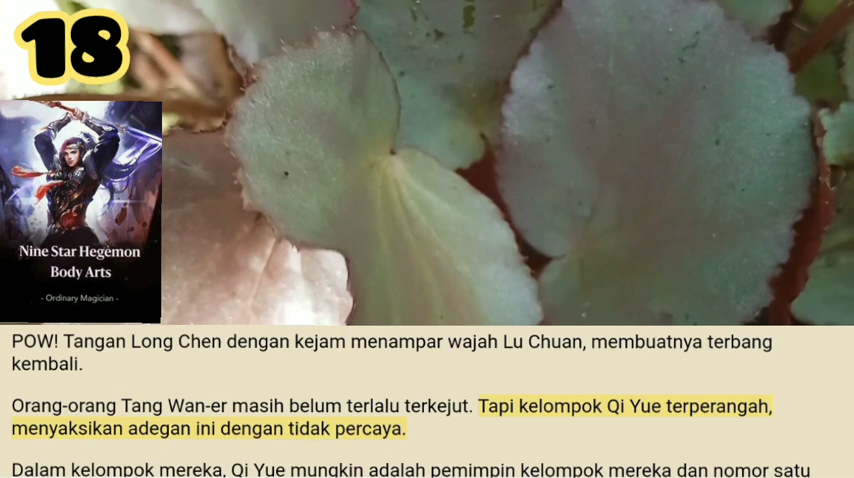 18
Nine Star Hegemon
Body Arts
- Ordinary Magician -
POW! Tangan Long Chen dengan kejam menampar wajah Lu Chuan, membuatnya terbang
kembali.
Orang-orang Tang Wan-er masih belum terlalu terkejut. Tapi kelompok Qi Yue terperangah,
menyaksikan adegan ini dengan tidak percaya.
Dalam kelompok mereka, Qi Yue mungkin adalah pemimpin kelompok mereka dan nomor satu